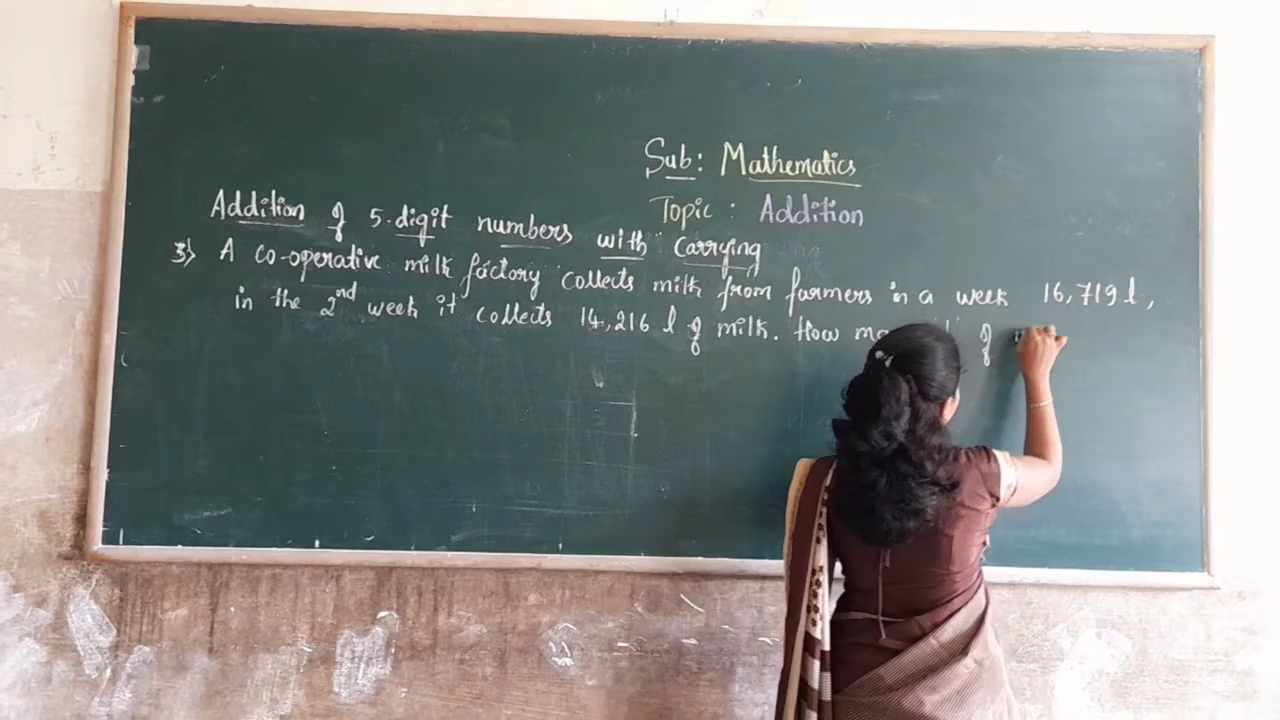 Sub: Mathematics
Topic: Addition
Addition of 5-digit numbers with Carrying
3) A co-operative milk factory collects milk from farmers in a week 16,719 l,
in the 2nd week it collects 14,216 l of milk. How of